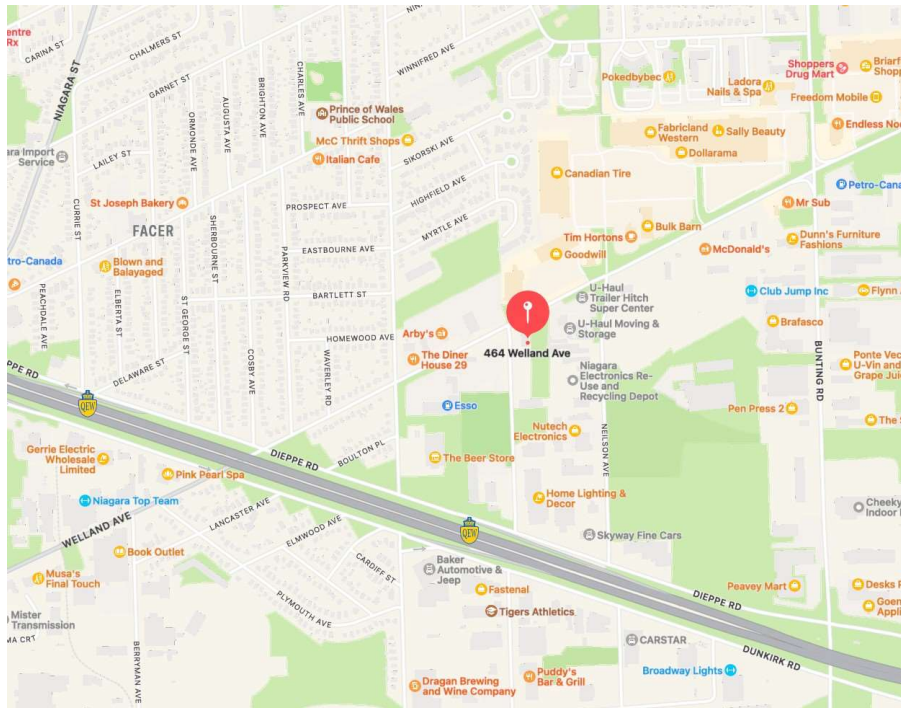 NIN
CARINA ST
CHALMERS ST
entre
Rx
GARNET ST
NIAGARA ST
WINNIFRED AVE
CHARLES AVE
BRIGHTON AVE
AUGUSTA AVE
ORMONDE AVE
Pokedbybec
Shoppers
Drug Mart
Briarf
Shopp
Ladora
Nails & Spa
Freedom Mobile
Prince of Wales
Public School
McC Thrift Shops
Italian Cafe
Fabricland
Western
Sally Beauty
Dollarama
Endless Noo
ara Import
Service
LAILEY ST
SIKORSKI AVE
Canadian Tire
HIGHFIELD AVE
Petro-Cana
St Joseph Bakery
PROSPECT AVE
Mr Sub
CURRIE ST
FACER
SHERBOURNE ST
MYRTLE AVE
Bulk Barn
Tim Hortons
McDonald's
Dunn's Furniture
Fashions
EASTBOURNE AVE
Goodwill
tro-Canada
Blown and
Balayaged
PARKVIEW RD
U-Haul
Trailer Hitch
Super Center
Club Jump Inc
Flynn
PEACHDALE AVE
ELBERTA ST
ST GEORGE ST
BARTLETT ST
U-Haul Moving &
Storage
Brafasco
HOMEWOOD AVE
Arby's
The Diner
House 29
464 Welland Ave
COSBY AVE
WAVERLEY RD
BUNTING RD
Ponte Vec
U-Vin and
Grape Juic
EPPE RD
DELAWARE ST
Niagara
Electronics Re-
Use and
Recycling Depot
QEW
Esso
Pen Press 2
The S
Nutech
Electronics
NEILSON AVE
DIEPPE RD
BOULTON PL
The Beer Store
Gerrie Electric
Wholesale
Limited
Pink Pearl Spa
Niagara Top Team
Home Lighting &
Decor
Cheeky
Indoor
WELLAND AVE
LANCASTER AVE
QEW
ELMWOOD AVE
Skyway Fine Cars
Book Outlet
Musa's
Final Touch
CARDIFF ST
Baker
Automotive &
Jeep
Fastenal
Peavey Mart
Desks
DIEPPE RD
Goen
Appli
PLYMOUTH AVE
Tigers Athletics
Mister
Transmission
MA CRT
BERRYMAN AVE
CARSTAR
DUNKIRK RD
Broadway Lights
Puddy's
Bar & Grill
Dragan Brewing
and Wine Company